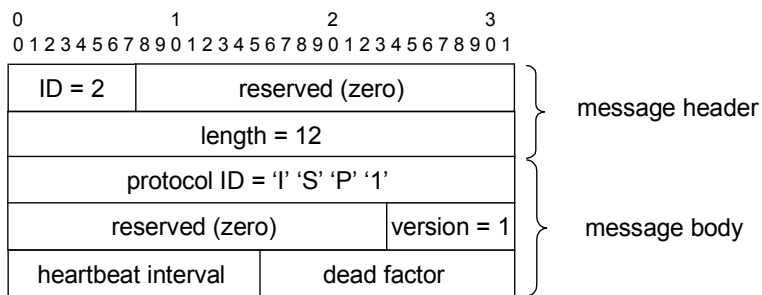 0 1 2 3
0 1 2 3 4 5 6 7 8 9 0 1 2 3 4 5 6 7 8 9 0 1 2 3 4 5 6 7 8 9 0 1
ID = 2 reserved (zero)
message header
length = 12
protocol ID = ‘I’ ‘S’ ‘P’ ‘1’
reserved (zero) version = 1
message body
heartbeat interval dead factor